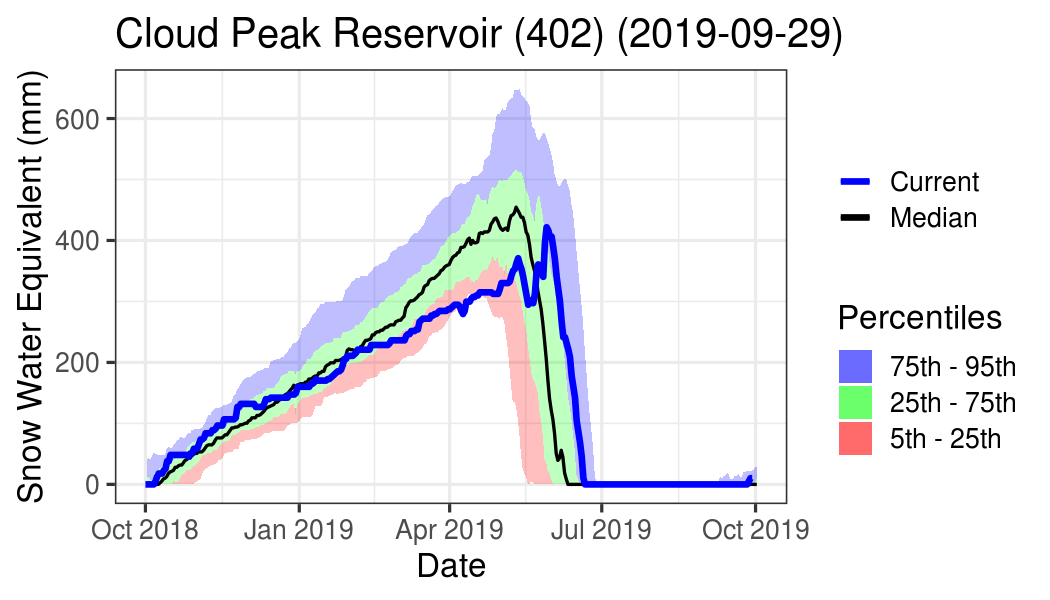 Cloud Peak Reservoir (402) (2019-09-29)
Snow Water Equivalent (mm)
600
400
200
0
Oct 2018
Jan 2019
Apr 2019
Jul 2019
Oct 2019
Date
Current
Median
Percentiles
75th - 95th
25th - 75th
5th - 25th